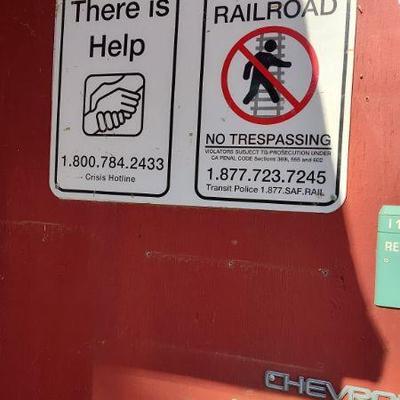 There is
Help
1.800.784.2433
Crisis Hotline
RAILROAD
NO TRESPASSING
VIOLATORS SUBJECT TO PROSECUTION UNDER
CA PENAL CODE Sections 369i, 555 and 602
1.877.723.7245
Transit Police 1.877.SAF.RAIL
RE
CHEVRO